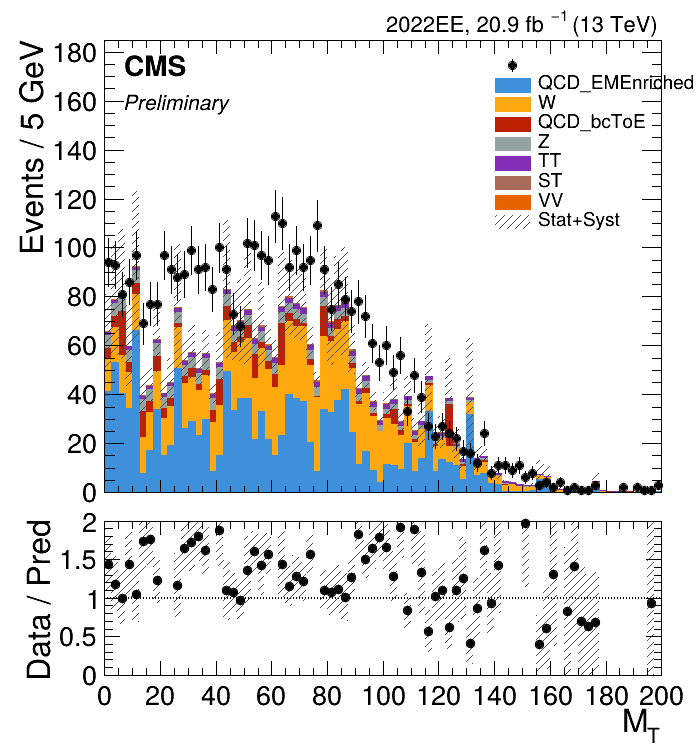 2022EE, 20.9 fb⁻¹ (13 TeV)
Events / 5 GeV
180
160
140
120
100
80
60
40
20
0
CMS
Preliminary
QCD_EMEnriched
W
QCD_bcToE
Z
TT
ST
VV
Stat+Syst
Data / Pred
2
1.5
1
0.5
0
0 20 40 60 80 100 120 140 160 180 200
M_T